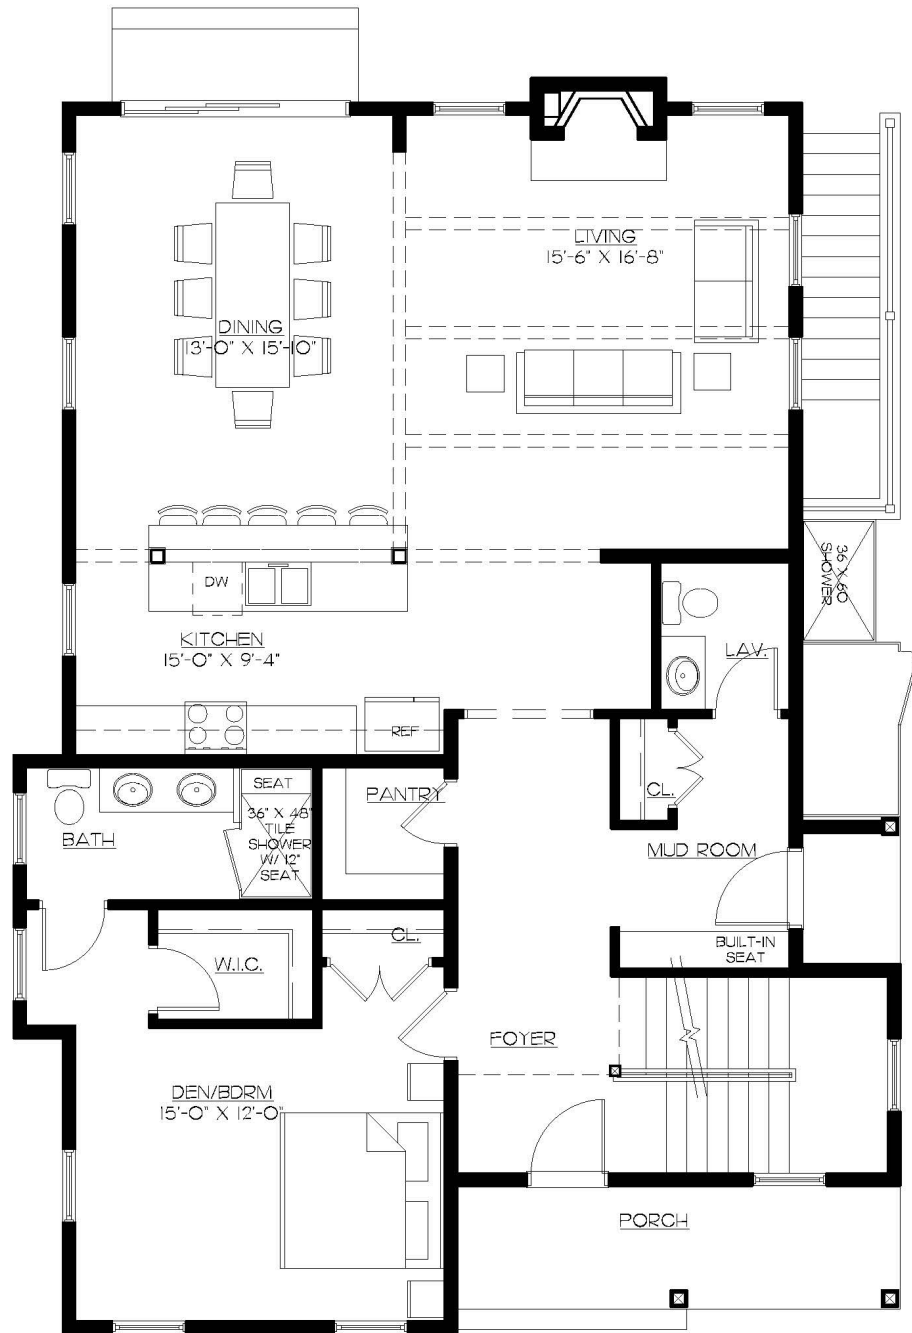 LIVING
15'-6" X 16'-8"
DINING
13'-0" X 15'-10"
DW
36 X 60
SHOWER
KITCHEN
15'-0" X 9'-4"
LAV.
REF
SEAT
PANTRY
CL.
36" X 48"
TILE
SHOWER
W/ 12"
SEAT
BATH
MUD ROOM
CL.
BUILT-IN
SEAT
W.I.C.
FOYER
DEN/BDRM
15'-0" X 12'-0"
PORCH